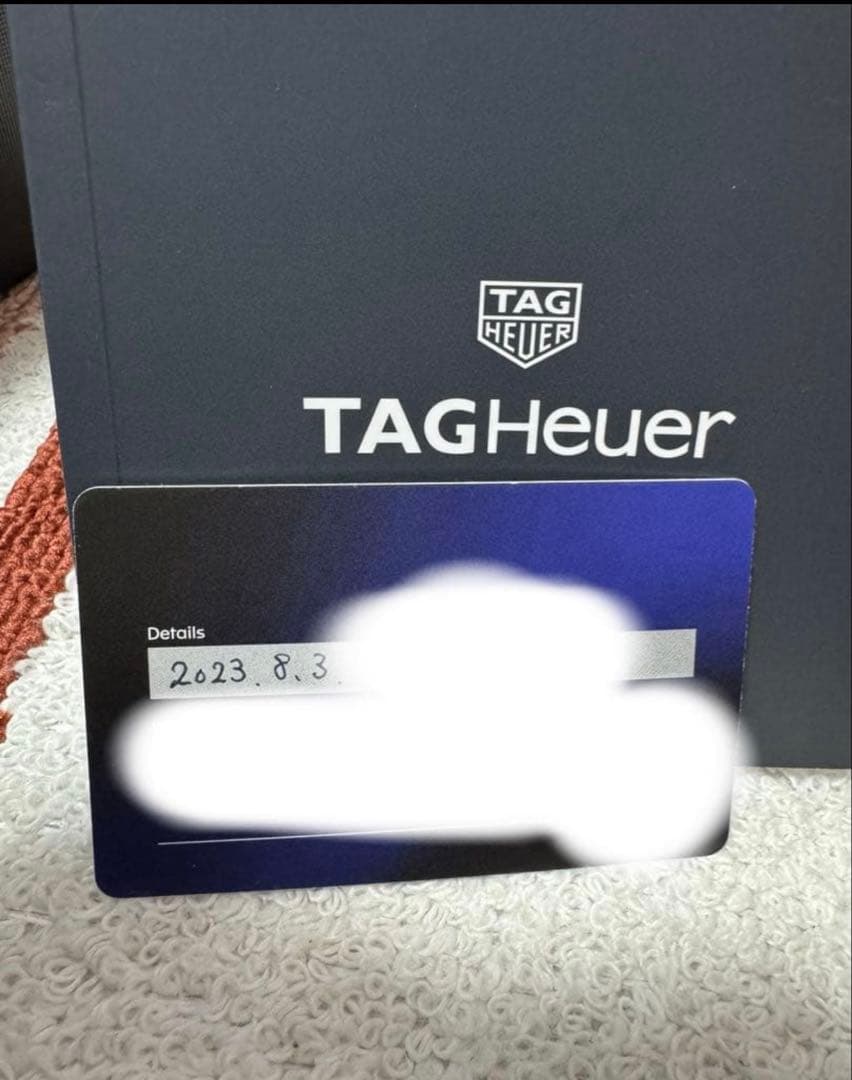 TAG
HEUER
TAGHeuer
Details
2023.8.3.